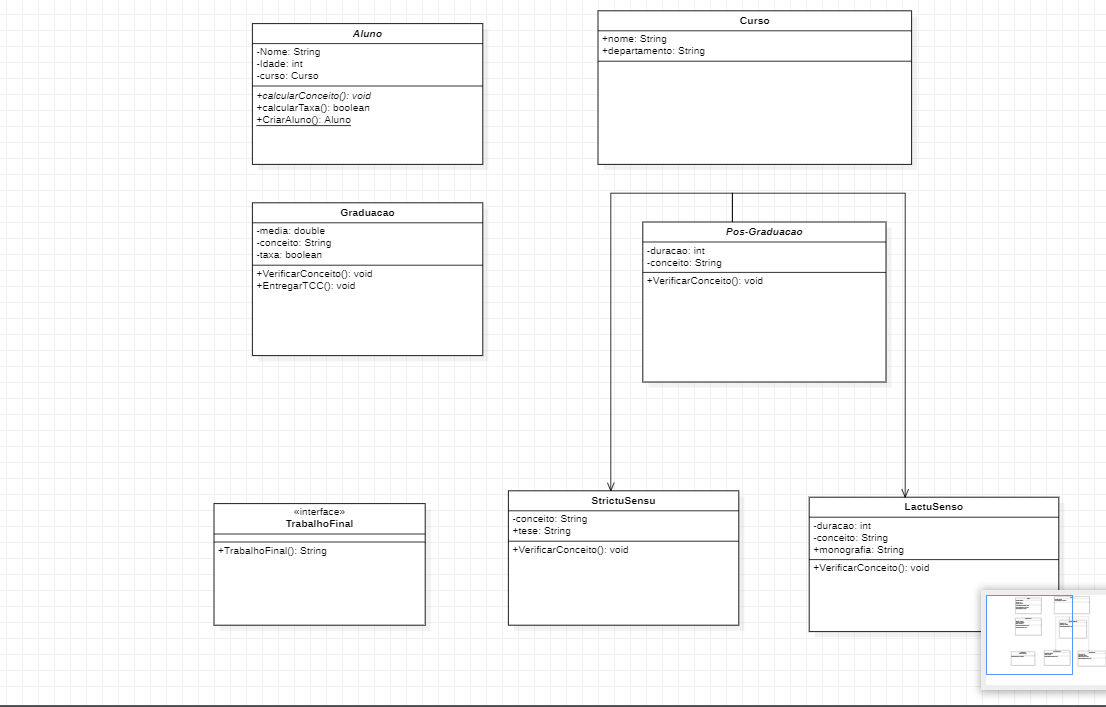 Aluno
-Nome: String
-Idade: int
-curso: Curso
+calcularConceito(): void
+calcularTaxa(): boolean
+CriarAluno(): Aluno
Curso
+nome: String
+departamento: String
Graduacao
-media: double
-conceito: String
-taxa: boolean
+VerificarConceito(): void
+EntregarTCC(): void
Pos-Graduacao
-duracao: int
-conceito: String
+VerificarConceito(): void
«interface»
TrabalhoFinal
+TrabalhoFinal(): String
StrictuSensu
-conceito: String
+tese: String
+VerificarConceito(): void
LactuSenso
-duracao: int
-conceito: String
+monografia: String
+VerificarConceito(): void